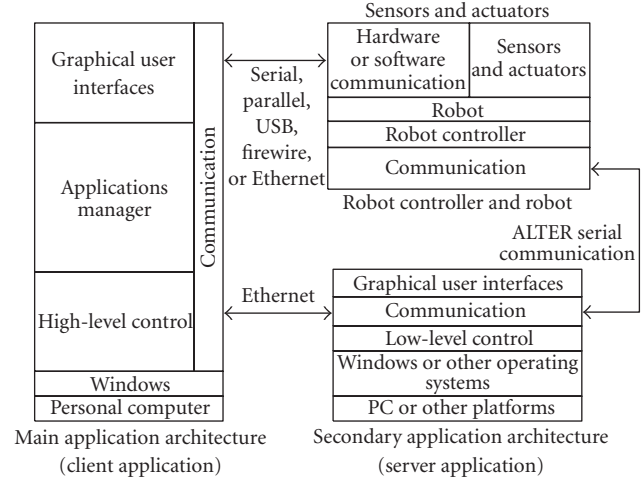 Graphical user
interfaces
Applications
manager
High-level control
Communication
Windows
Personal computer
Main application architecture
(client application)
Serial,
parallel,
USB,
firewire,
or Ethernet
Ethernet
Sensors and actuators
Hardware
or software
communication
Sensors
and actuators
Robot
Robot controller
Communication
Robot controller and robot
ALTER serial
communication
Graphical user interfaces
Communication
Low-level control
Windows or other operating
systems
PC or other platforms
Secondary application architecture
(server application)